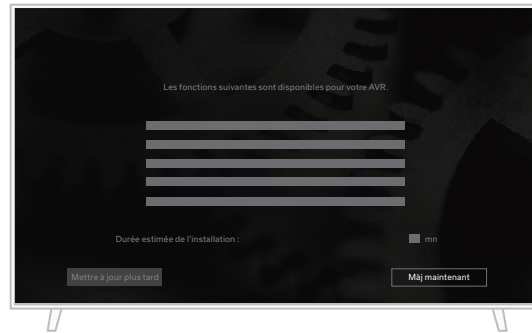 Les fonctions suivantes sont disponibles pour votre AVR.
Durée estimée de l'installation : mn
Mettre à jour plus tard Màj maintenant